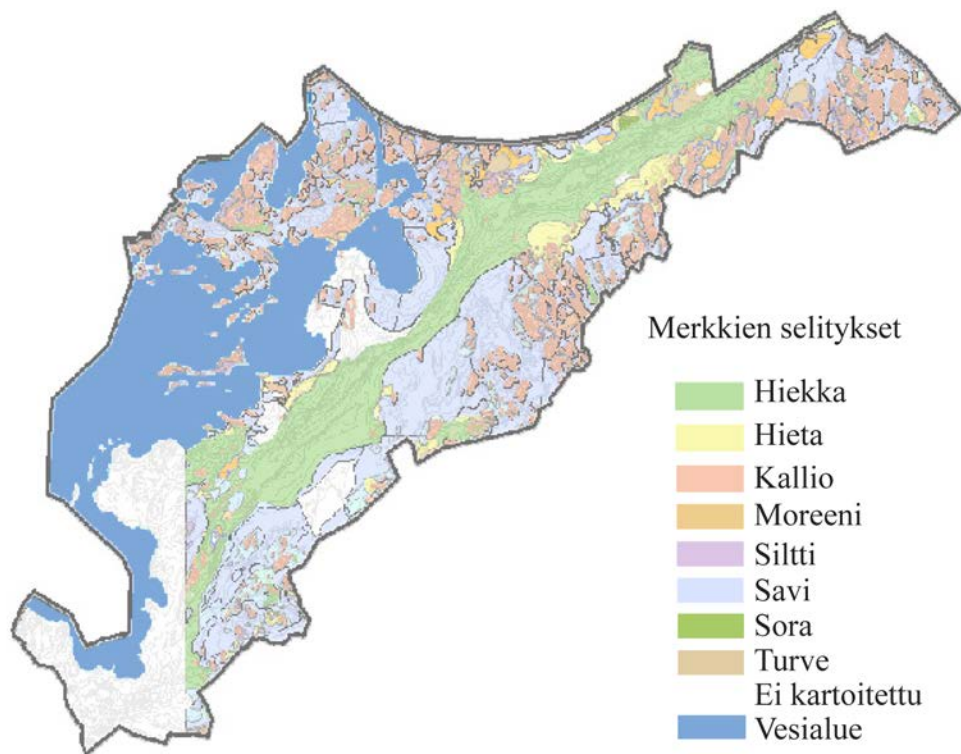 Merkkien selitykset
Hiekka
Hieta
Kallio
Moreeni
Siltti
Savi
Sora
Turve
Ei kartoitettu
Vesialue